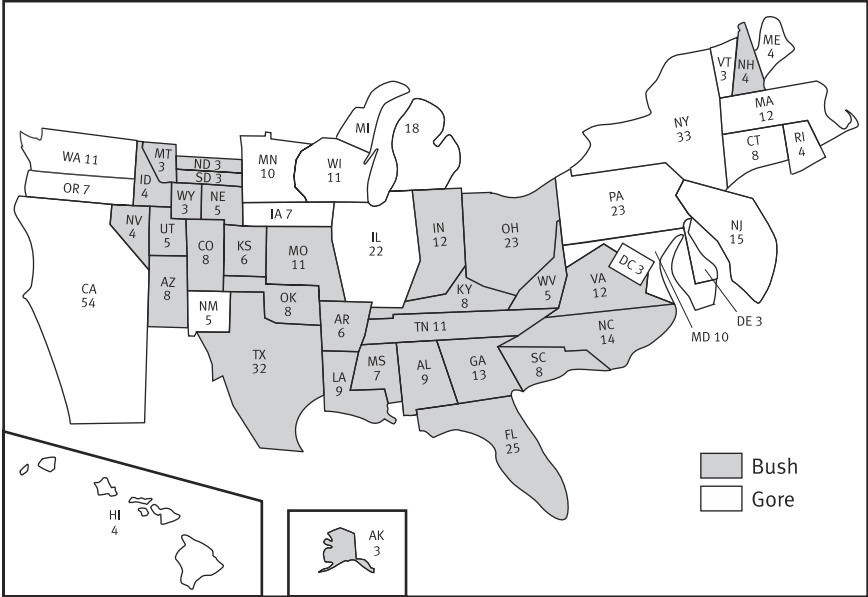 ME
4
VT
3
NH
4
MA
12
NY
33
CT
8
RI
4
MI
18
WA 11
MT
3
ND 3
SD 3
MN
10
WI
11
OR 7
ID
4
WY
3
NE
5
IA 7
PA
23
NJ
15
NV
4
UT
5
CO
8
KS
6
MO
11
IL
22
IN
12
OH
23
WV
5
VA
12
DC 3
DE 3
MD 10
CA
54
AZ
8
NM
5
OK
8
AR
6
KY
8
TN 11
NC
14
TX
32
LA
9
MS
7
AL
9
GA
13
SC
8
FL
25
Bush
Gore
HI
4
AK
3